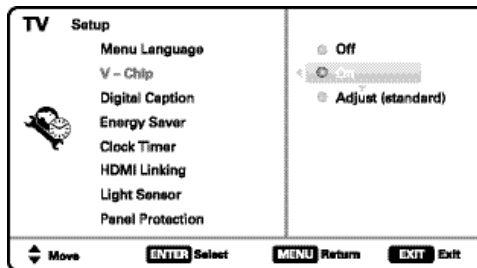 TV Setup
Menu Language
V – Chip
Digital Caption
Energy Saver
Clock Timer
HDMI Linking
Light Sensor
Panel Protection
Off
On
Adjust (standard)
Move ENTER Select MENU Return EXIT Exit